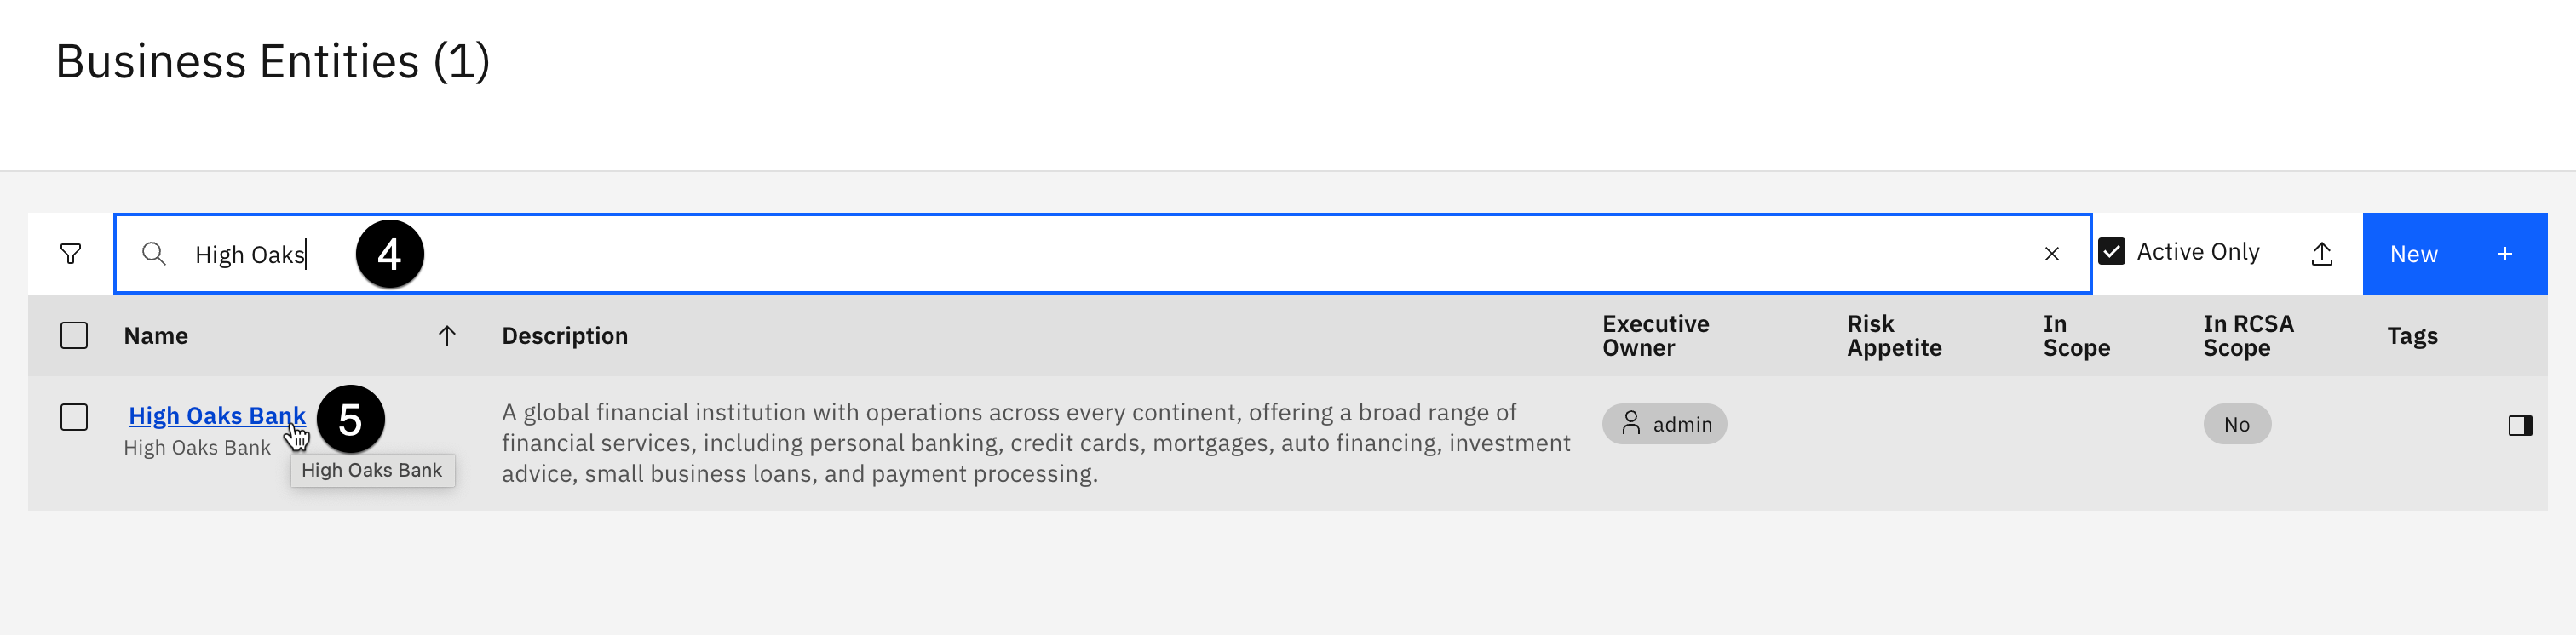 Business Entities (1)
High Oaks 4 Active Only New +
Name Description Executive Owner Risk Appetite In Scope In RCSA Scope Tags
High Oaks Bank 5
High Oaks Bank
High Oaks Bank
A global financial institution with operations across every continent, offering a broad range of
financial services, including personal banking, credit cards, mortgages, auto financing, investment
advice, small business loans, and payment processing.
admin
No